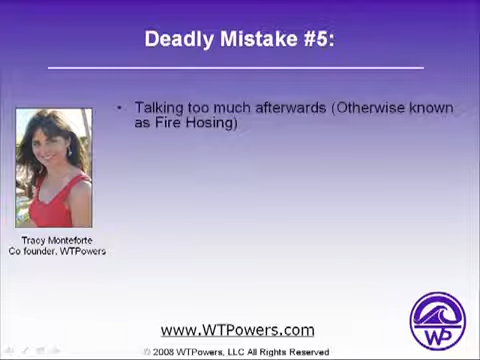 Deadly Mistake #5:
• Talking too much afterwards (Otherwise known
as Fire Hosing)
Tracy Monteforte
Co founder, WTPowers
www.WTPowers.com
WP
© 2008 WTPowers, LLC All Rights Reserved